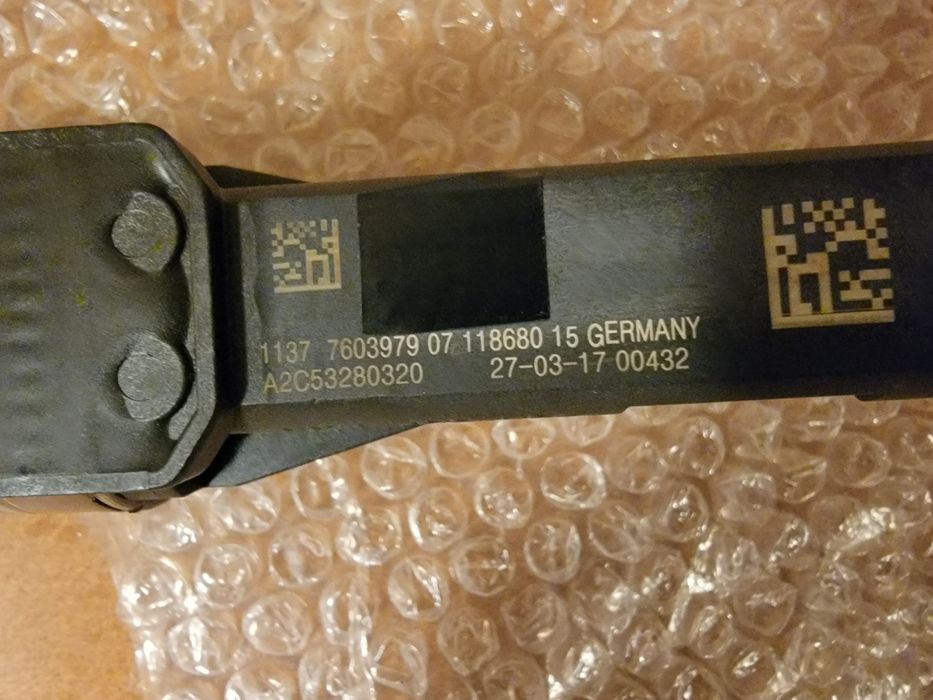 1137 7603979 07 118680 15 GERMANY
A2C53280320 27-03-17 00432